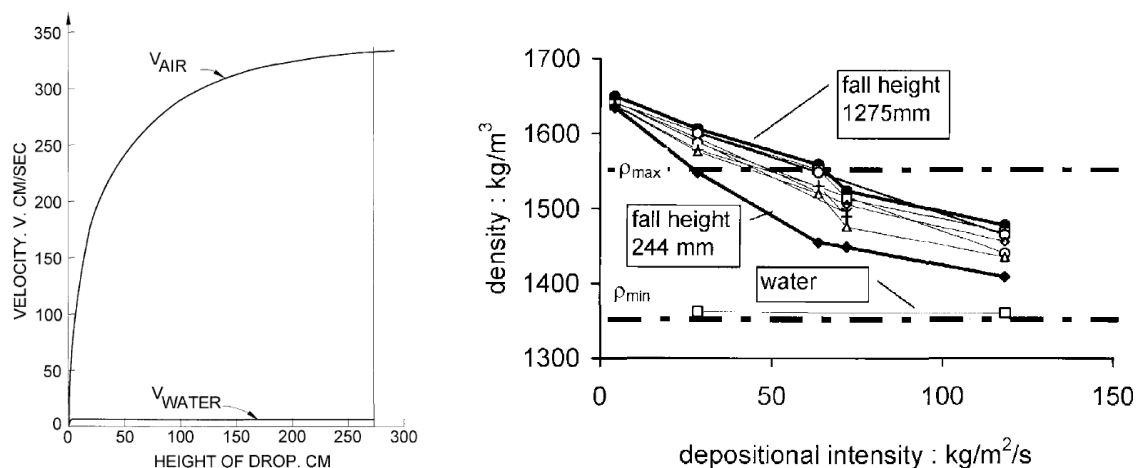 350
300
250
200
150
100
50
0
VELOCITY. V. CM/SEC
V_AIR
V_WATER
0 50 100 150 200 250 300
HEIGHT OF DROP. CM
1700
1600
1500
1400
1300
density : kg/m³
fall height
1275mm
ρmax
fall height
244 mm
water
ρmin
0 50 100 150
depositional intensity : kg/m²/s